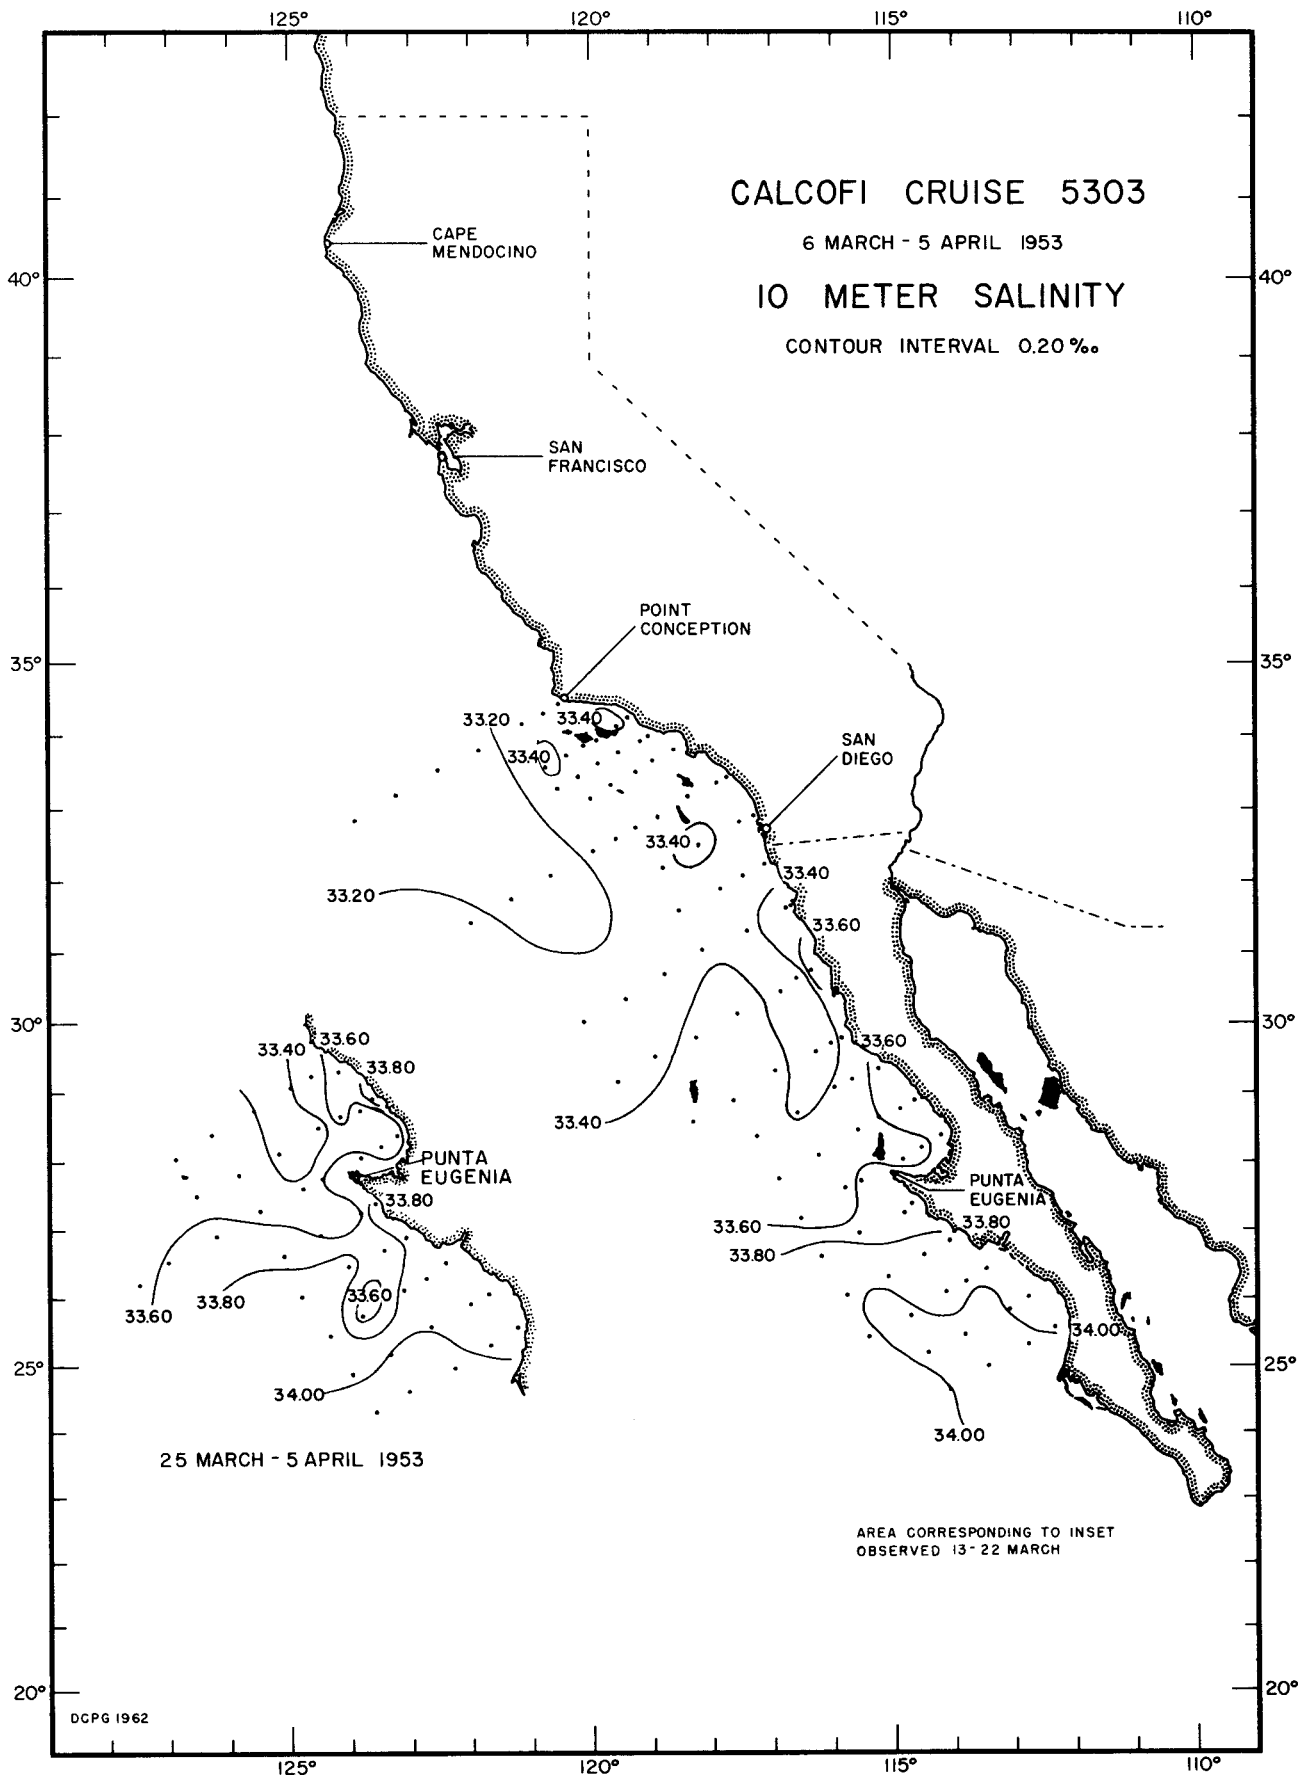 125°
120°
115°
110°
CALCOFI CRUISE 5303
6 MARCH - 5 APRIL 1953
CAPE
MENDOCINO
40°
40°
10 METER SALINITY
CONTOUR INTERVAL 0.20 ‰
SAN
FRANCISCO
POINT
CONCEPTION
35°
35°
33.20
33.40
33.40
SAN
DIEGO
33.40
33.40
33.20
33.60
30°
30°
33.40
33.60
33.60
33.80
33.40
PUNTA
EUGENIA
PUNTA
EUGENIA
33.80
33.60
33.80
33.80
33.60
33.80
33.60
34.00
25°
25°
34.00
34.00
25 MARCH - 5 APRIL 1953
AREA CORRESPONDING TO INSET
OBSERVED 13 - 22 MARCH
20°
20°
DCPG 1962
125°
120°
115°
110°